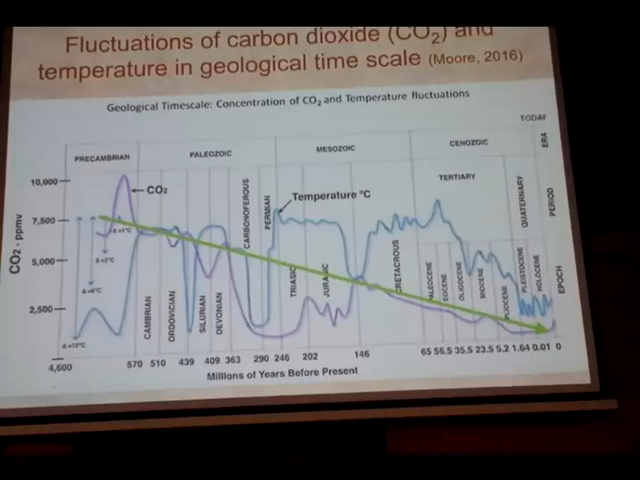 Fluctuations of carbon dioxide (CO2) and
temperature in geological time scale (Moore, 2016)
Geological Timescale: Concentration of CO2 and Temperature fluctuations
TODAY
PRECAMBRIAN
PALEOZOIC
MESOZOIC
CENOZOIC
ERA
TERTIARY
QUATERNARY
PERIOD
CO2 - ppmv
10,000
7,500
5,000
2,500
CO2
Temperature °C
CAMBRIAN
ORDOVICIAN
SILURIAN
DEVONIAN
CARBONOFEROUS
PERMIAN
TRIASIC
JURASIC
CRETACROUS
PALEOCENE
EOCENE
OLIGOCENE
MIOCENE
PLIOCENE
PLEISTOCENE
HOLOCENE
EPOCH
4,600 570 510 439 409 363 290 246 202 146 65 56.5 35.5 23.5 5.2 1.64 0.01 0
Millions of Years Before Present